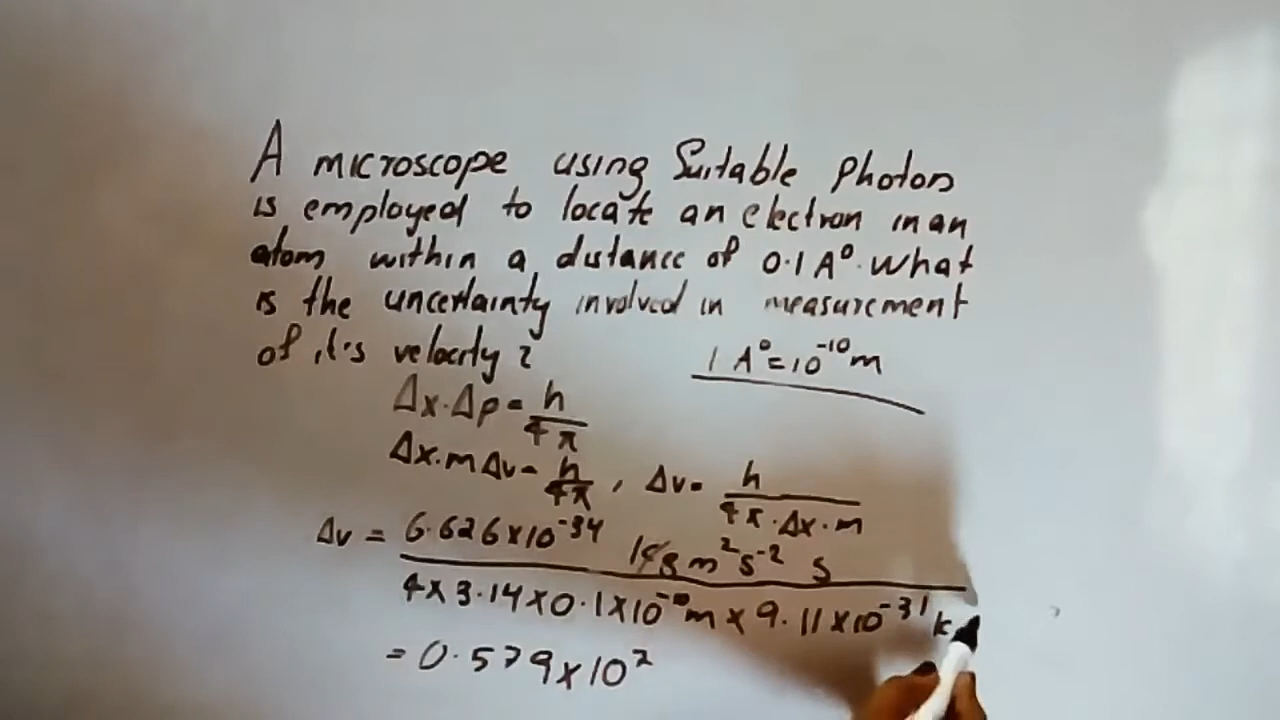 A microscope using Suitable photon
is employed to locate an electron in an
atom within a distance of 0.1 A⁰. What
is the uncertainty involved in measurement
of it's velocity?
1 A⁰ = 10⁻¹⁰ m
Δx·Δp = h/4π
Δx·mΔv = h/4π, Δv = h/4π·Δx·m
Δv = 6.626×10⁻³⁴ kg m² s⁻² s
4×3.14×0.1×10⁻¹⁰ m × 9.11×10⁻³¹ k
= 0.579×10²